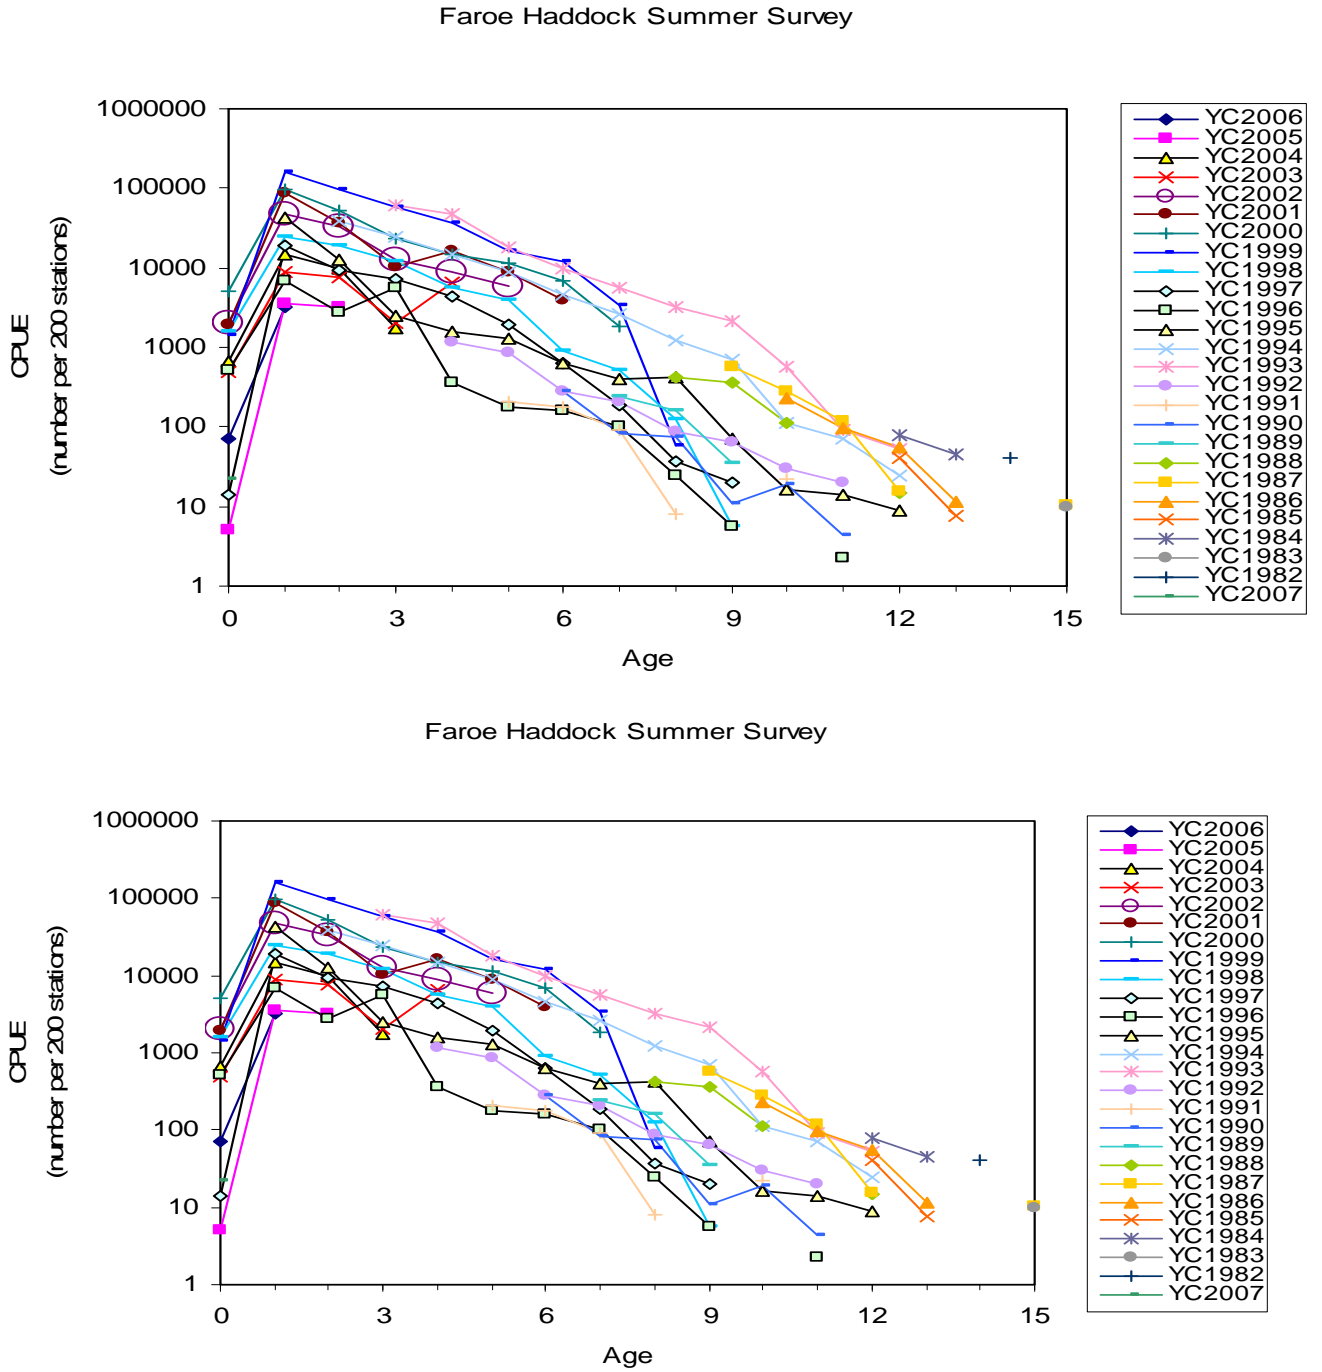 Faroe Haddock Summer Survey
CPUE
(number per 200 stations)
1000000
100000
10000
1000
100
10
1
0
3
6
9
12
15
Age
YC2006
YC2005
YC2004
YC2003
YC2002
YC2001
YC2000
YC1999
YC1998
YC1997
YC1996
YC1995
YC1994
YC1993
YC1992
YC1991
YC1990
YC1989
YC1988
YC1987
YC1986
YC1985
YC1984
YC1983
YC1982
YC2007
Faroe Haddock Summer Survey
CPUE
(number per 200 stations)
1000000
100000
10000
1000
100
10
1
0
3
6
9
12
15
Age
YC2006
YC2005
YC2004
YC2003
YC2002
YC2001
YC2000
YC1999
YC1998
YC1997
YC1996
YC1995
YC1994
YC1993
YC1992
YC1991
YC1990
YC1989
YC1988
YC1987
YC1986
YC1985
YC1984
YC1983
YC1982
YC2007